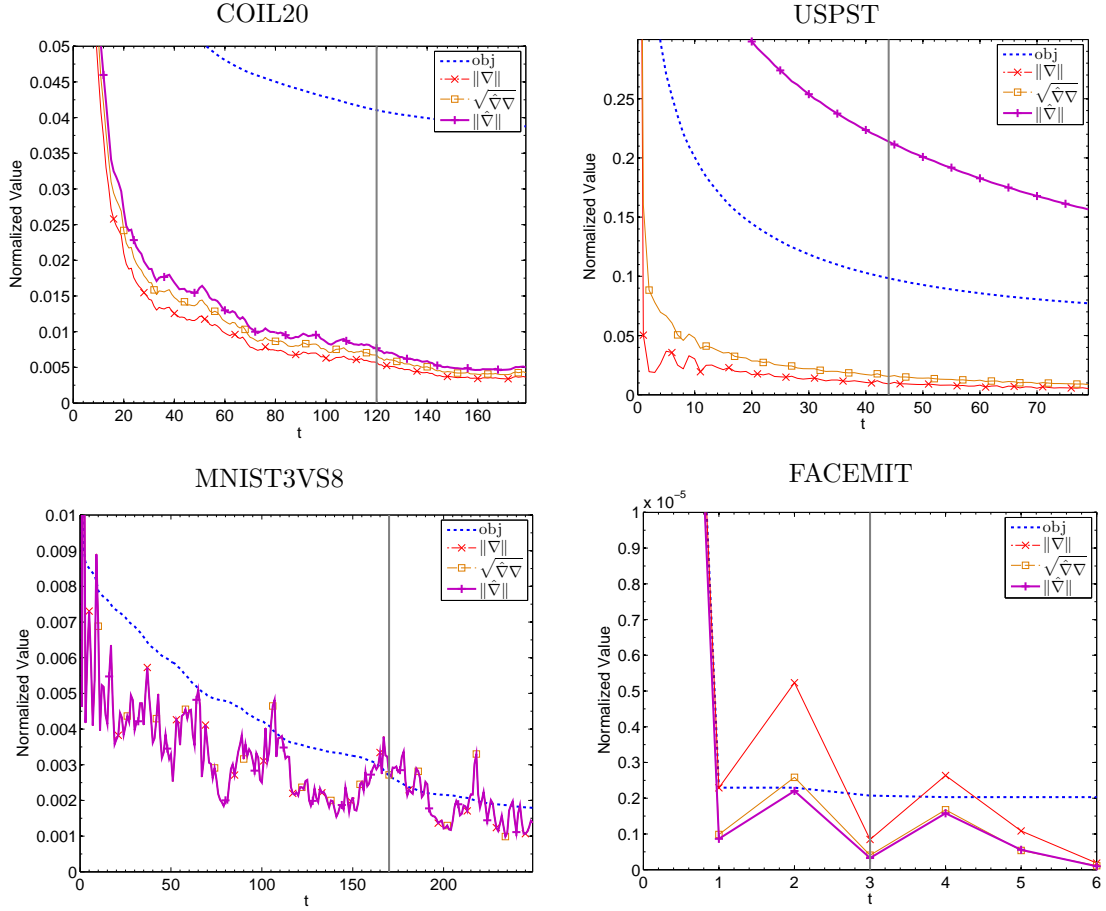 COIL20
0.05
0.045
0.04
0.035
0.03
0.025
0.02
0.015
0.01
0.005
0
Normalized Value
obj
‖∇‖
√∇̂∇
‖∇̂‖
0 20 40 60 80 100 120 140 160
t
USPST
0.25
0.2
0.15
0.1
0.05
0
Normalized Value
obj
‖∇‖
√∇̂∇
‖∇̂‖
0 10 20 30 40 50 60 70
t
MNIST3VS8
0.01
0.009
0.008
0.007
0.006
0.005
0.004
0.003
0.002
0.001
0
Normalized Value
obj
‖∇‖
√∇̂∇
‖∇̂‖
0 50 100 150 200
t
FACEMIT
x 10⁻⁵
1
0.9
0.8
0.7
0.6
0.5
0.4
0.3
0.2
0.1
0
Normalized Value
obj
‖∇‖
√∇̂∇
‖∇̂‖
0 1 2 3 4 5 6
t